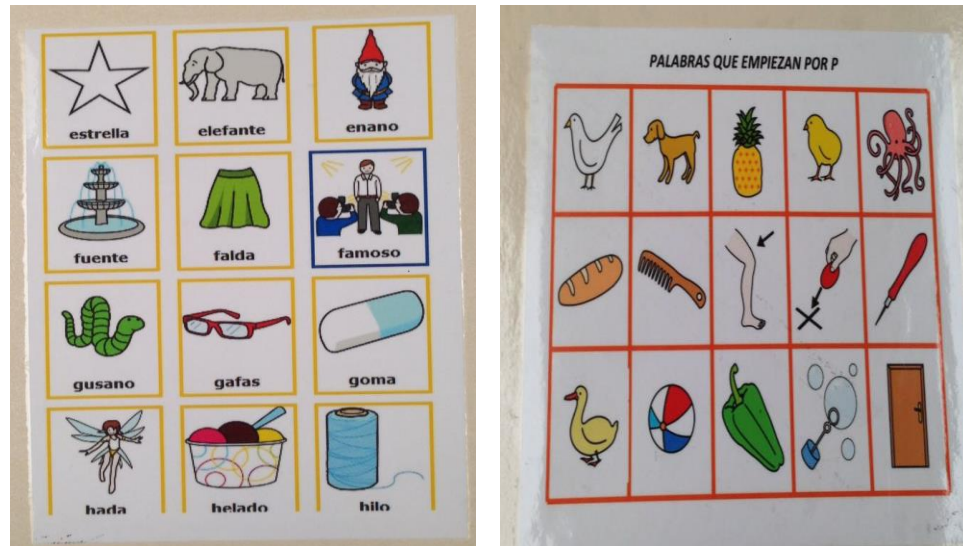 estrella
elefante
enano
fuente
falda
famoso
gusano
gafas
goma
hada
helado
hilo
PALABRAS QUE EMPIEZAN POR P